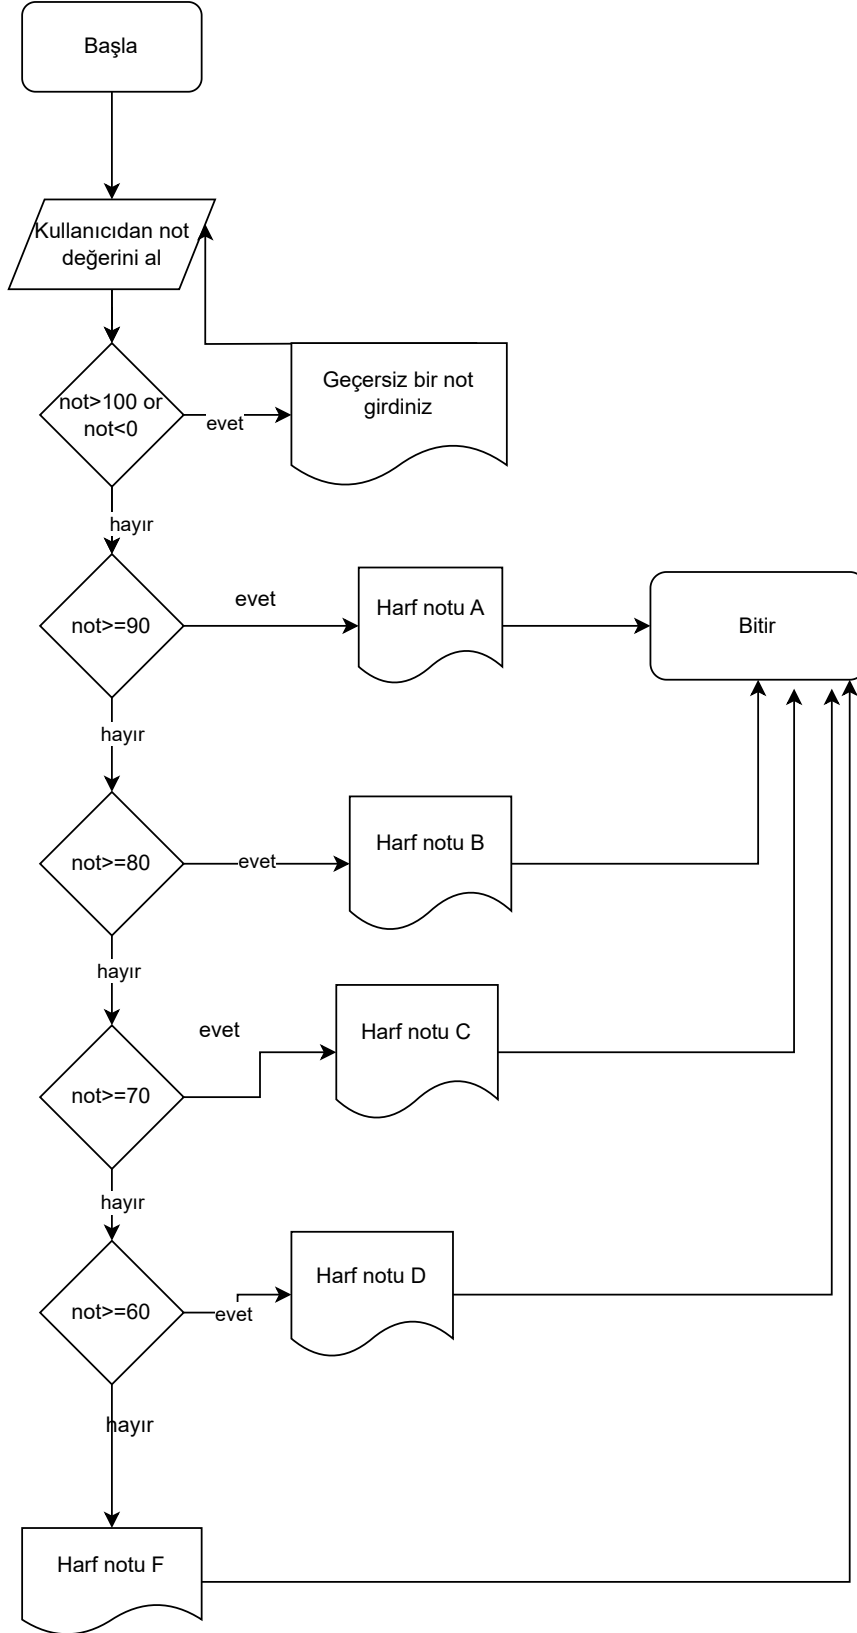 Başla
Kullanıcıdan not
değerini al
not>100 or
not<0
evet
Geçersiz bir not
girdiniz
hayır
not>=90
evet
Harf notu A
Bitir
hayır
not>=80
evet
Harf notu B
hayır
not>=70
evet
Harf notu C
hayır
not>=60
evet
Harf notu D
hayır
Harf notu F